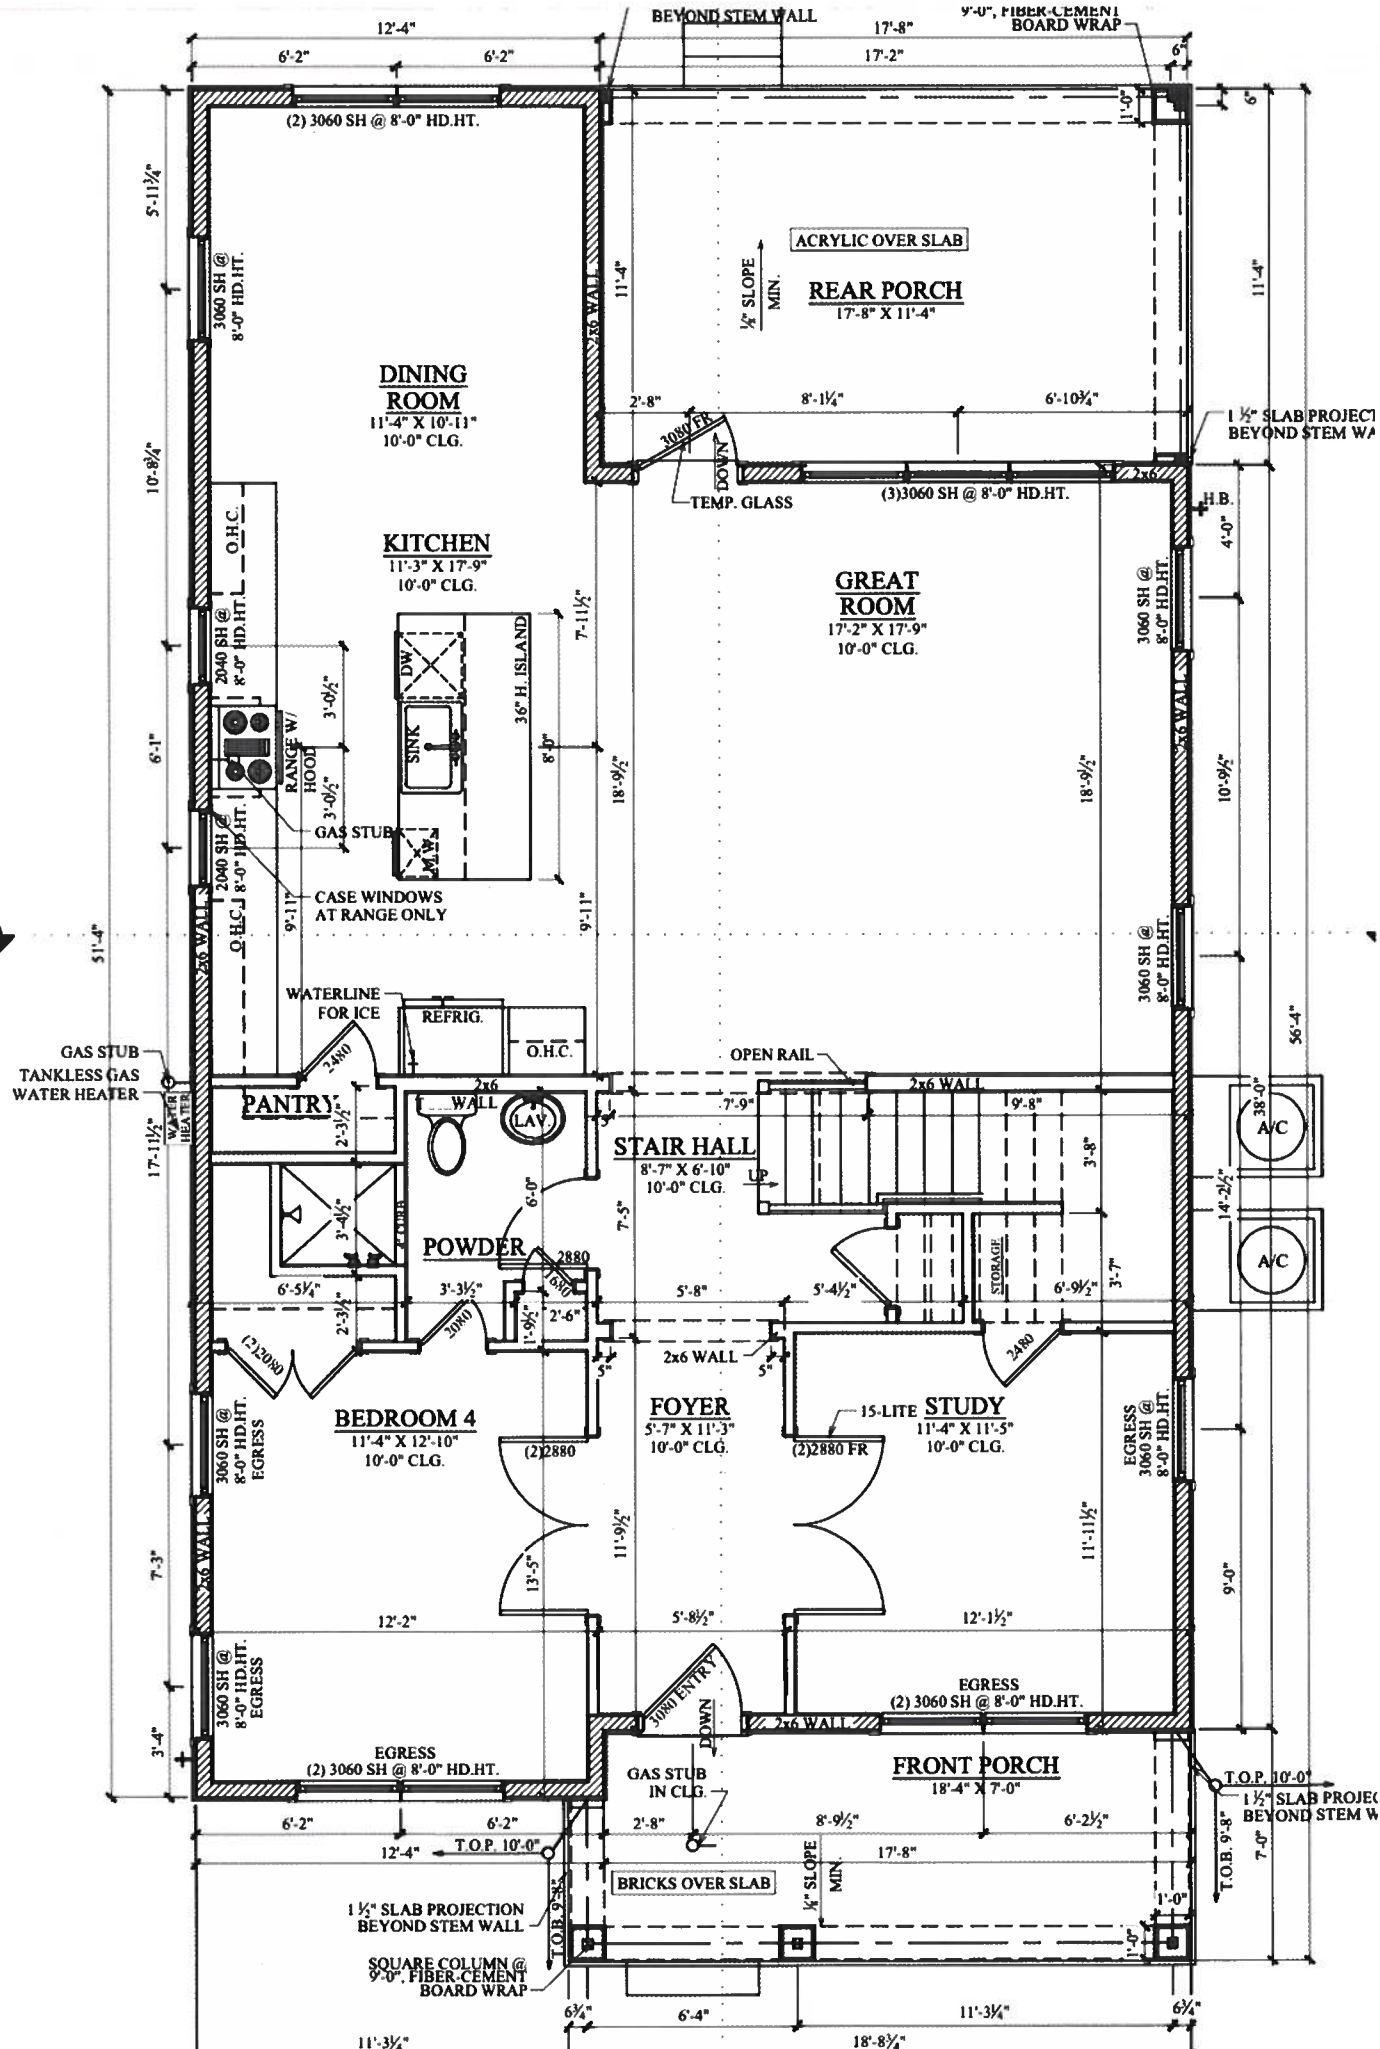 BEYOND STEM WALL
9'-0", FIBER-CEMENT
BOARD WRAP
12'-4"
17'-8"
6'-2"
6'-2"
17'-2"
6"
(2) 3060 SH @ 8'-0" HD.HT.
1'-0"
6"
5'-11¾"
3060 SH @
8'-0" HD.HT.
2x6 WALL
11'-4"
⅛" SLOPE
MIN.
ACRYLIC OVER SLAB
REAR PORCH
17'-8" X 11'-4"
11'-4"
DINING
ROOM
11'-4" X 10'-11"
10'-0" CLG.
2'-8"
8'-1¼"
6'-10¾"
1 ½" SLAB PROJECT
BEYOND STEM WA
3080 FR
DOWN
TEMP. GLASS
(3)3060 SH @ 8'-0" HD.HT.
2x6
H.B.
4'-0"
10'-8¾"
O.H.C.
KITCHEN
11'-3" X 17'-9"
10'-0" CLG.
GREAT
ROOM
17'-2" X 17'-9"
10'-0" CLG.
3060 SH @
8'-0" HD.HT.
7'-11½"
2040 SH @
8'-0" HD.HT.
DW
36" H. ISLAND
SINK
8'-0"
3'-0½"
3'-0½"
RANGE W/
HOOD
6'-1"
18'-9½"
18'-9½"
2x6 WALL
10'-9½"
GAS STUB
M.W
2040 SH @
8'-0" HD.HT.
CASE WINDOWS
AT RANGE ONLY
9'-11"
9'-11"
O.H.C.
2x6 WALL
51'-4"
3060 SH @
8'-0" HD.HT.
56'-4"
WATERLINE
FOR ICE
REFRIG.
O.H.C.
GAS STUB
TANKLESS GAS
WATER HEATER
WATER
HEATER
2480
OPEN RAIL
2x6
WALL
2x6 WALL
PANTRY
LAV.
5"
7'-9"
9'-8"
38'-0"
A/C
17'-11½"
2'-3½"
STAIR HALL
8'-7" X 6'-10"
10'-0" CLG.
UP
3'-8"
6'-0"
7'-5"
14'-2½"
3'-4½"
4" CURB
POWDER
2880
1680
STORAGE
3'-7"
A/C
6'-5¼"
3'-3½"
2'-6"
5'-8"
5'-4½"
6'-9½"
2'-3½"
2080
1'-9½"
(2)2080
2x6 WALL
5"
5"
2480
3060 SH @
8'-0" HD.HT.
EGRESS
BEDROOM 4
11'-4" X 12'-10"
10'-0" CLG.
FOYER
5'-7" X 11'-3"
10'-0" CLG.
15-LITE
STUDY
11'-4" X 11'-5"
10'-0" CLG.
EGRESS
3060 SH @
8'-0" HD.HT.
(2)2880
(2)2880 FR
2x6 WALL
7'-3"
13'-5"
11'-9½"
11'-11½"
9'-0"
12'-2"
5'-8½"
12'-1½"
3060 SH @
8'-0" HD.HT.
EGRESS
3080 ENTRY
DOWN
EGRESS
(2) 3060 SH @ 8'-0" HD.HT.
2x6 WALL
3'-4"
EGRESS
(2) 3060 SH @ 8'-0" HD.HT.
GAS STUB
IN CLG.
FRONT PORCH
18'-4" X 7'-0"
T.O.P. 10'-0"
1 ½" SLAB PROJEC
BEYOND STEM W
T.O.B. 9'-8"
7'-0"
6'-2"
6'-2"
2'-8"
8'-9½"
6'-2½"
T.O.P. 10'-0"
12'-4"
17'-8"
T.O.B. 9'-8"
BRICKS OVER SLAB
⅛" SLOPE
MIN.
1'-0"
1'-0"
1 ½" SLAB PROJECTION
BEYOND STEM WALL
SQUARE COLUMN @
9'-0", FIBER-CEMENT
BOARD WRAP
6¾"
6'-4"
11'-3¼"
6¾"
11'-3¼"
18'-8¾"